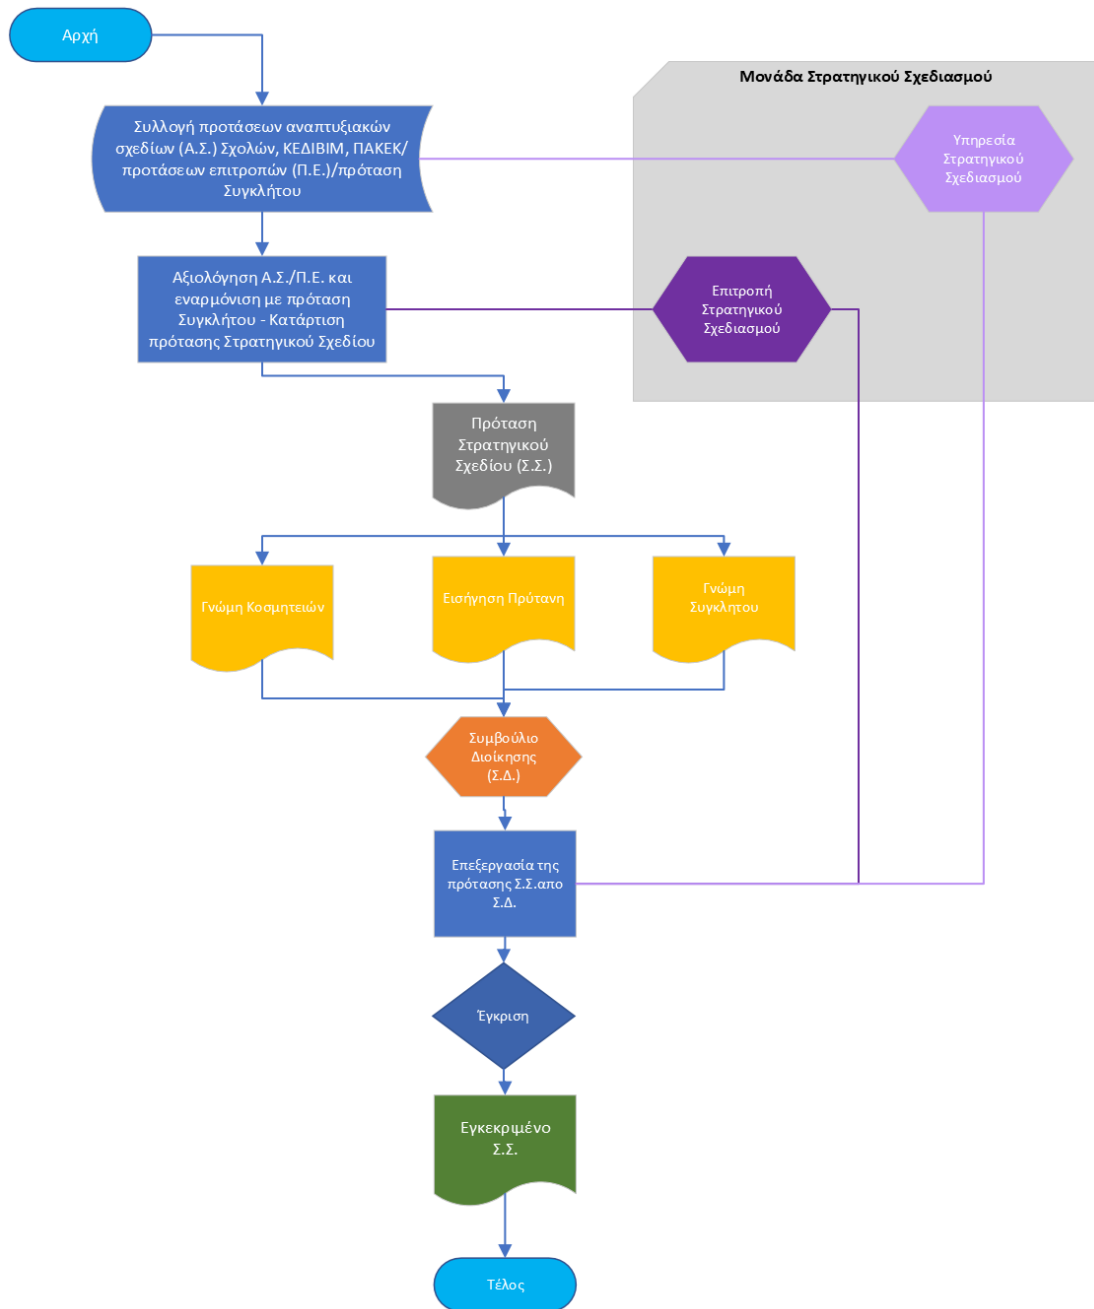 Αρχή
Μονάδα Στρατηγικού Σχεδιασμού
Συλλογή προτάσεων αναπτυξιακών
σχεδίων (Α.Σ.) Σχολών, ΚΕΔΙΒΙΜ, ΠΑΚΕΚ/
προτάσεων επιτροπών (Π.Ε.)/πρόταση
Συγκλήτου
Υπηρεσία
Στρατηγικού
Σχεδιασμού
Αξιολόγηση Α.Σ./Π.Ε. και
εναρμόνιση με πρόταση
Συγκλήτου - Κατάρτιση
πρότασης Στρατηγικού Σχεδίου
Επιτροπή
Στρατηγικού
Σχεδιασμού
Πρόταση
Στρατηγικού
Σχεδίου (Σ.Σ.)
Γνώμη Κοσμητειών
Εισήγηση Πρύτανη
Γνώμη
Συγκλητου
Συμβούλιο
Διοίκησης
(Σ.Δ.)
Επεξεργασία της
πρότασης Σ.Σ.απο
Σ.Δ.
Έγκριση
Εγκεκριμένο
Σ.Σ.
Τέλος